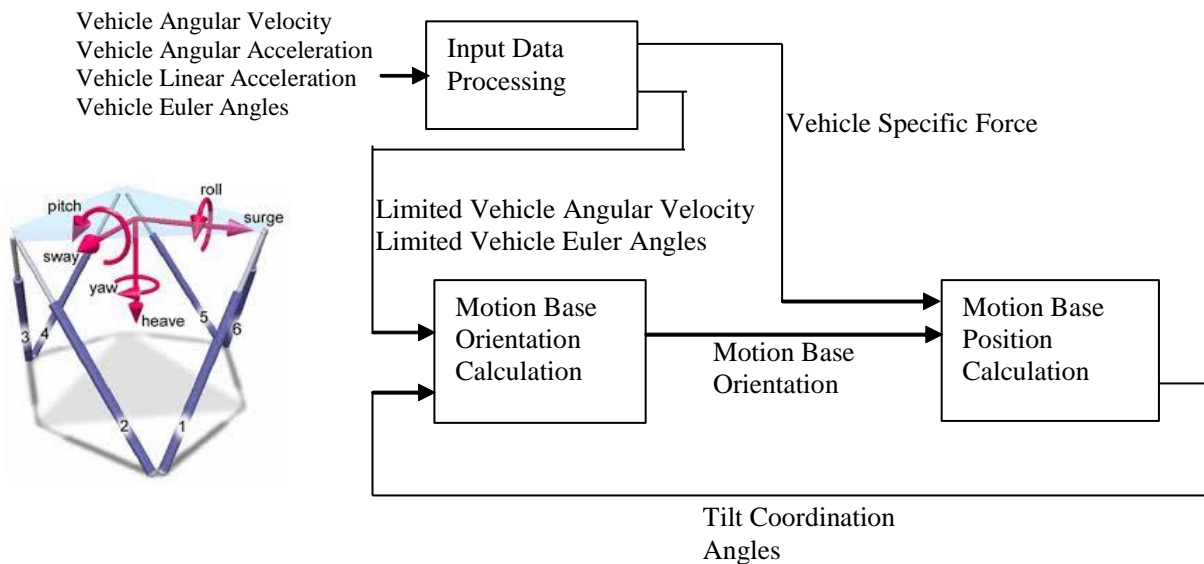 Vehicle Angular Velocity
Vehicle Angular Acceleration
Vehicle Linear Acceleration
Vehicle Euler Angles
Input Data
Processing
Vehicle Specific Force
Limited Vehicle Angular Velocity
Limited Vehicle Euler Angles
roll
pitch
surge
sway
yaw
heave
3
4
5
6
2
1
Motion Base
Orientation
Calculation
Motion Base
Orientation
Motion Base
Position
Calculation
Tilt Coordination
Angles